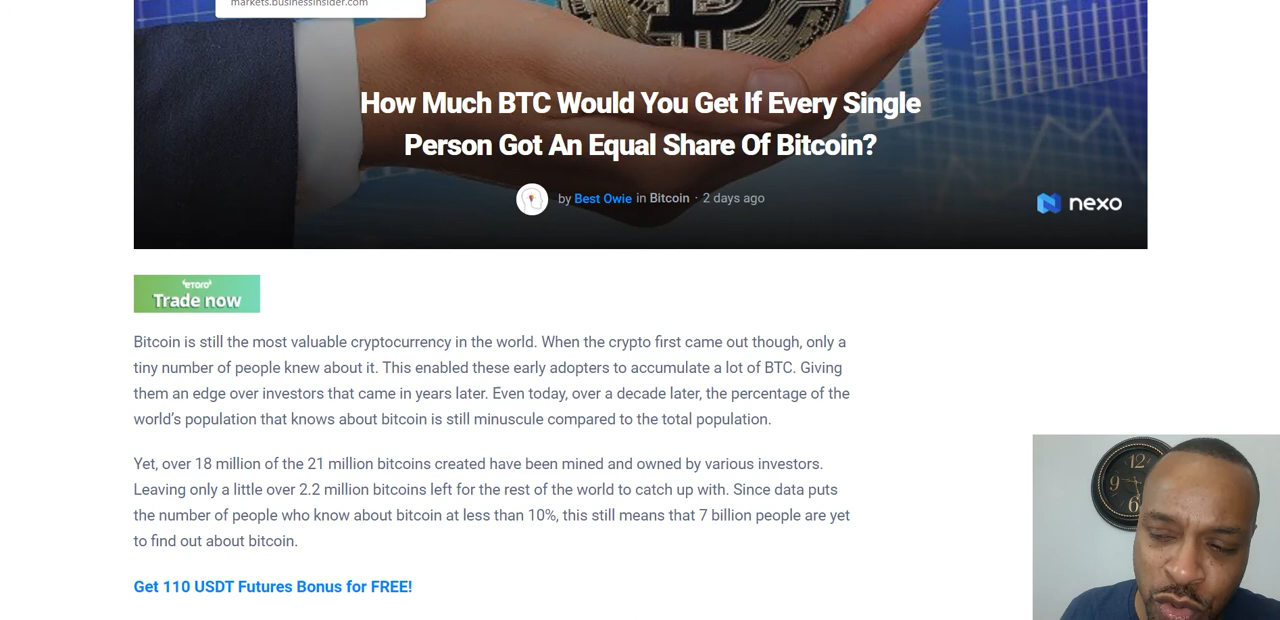 markets.businessinsider.com
How Much BTC Would You Get If Every Single
Person Got An Equal Share Of Bitcoin?
by Best Owie in Bitcoin · 2 days ago
nexo
eToro
Trade now
Bitcoin is still the most valuable cryptocurrency in the world. When the crypto first came out though, only a
tiny number of people knew about it. This enabled these early adopters to accumulate a lot of BTC. Giving
them an edge over investors that came in years later. Even today, over a decade later, the percentage of the
world’s population that knows about bitcoin is still minuscule compared to the total population.
Yet, over 18 million of the 21 million bitcoins created have been mined and owned by various investors.
Leaving only a little over 2.2 million bitcoins left for the rest of the world to catch up with. Since data puts
the number of people who know about bitcoin at less than 10%, this still means that 7 billion people are yet
to find out about bitcoin.
Get 110 USDT Futures Bonus for FREE!
12
9
6